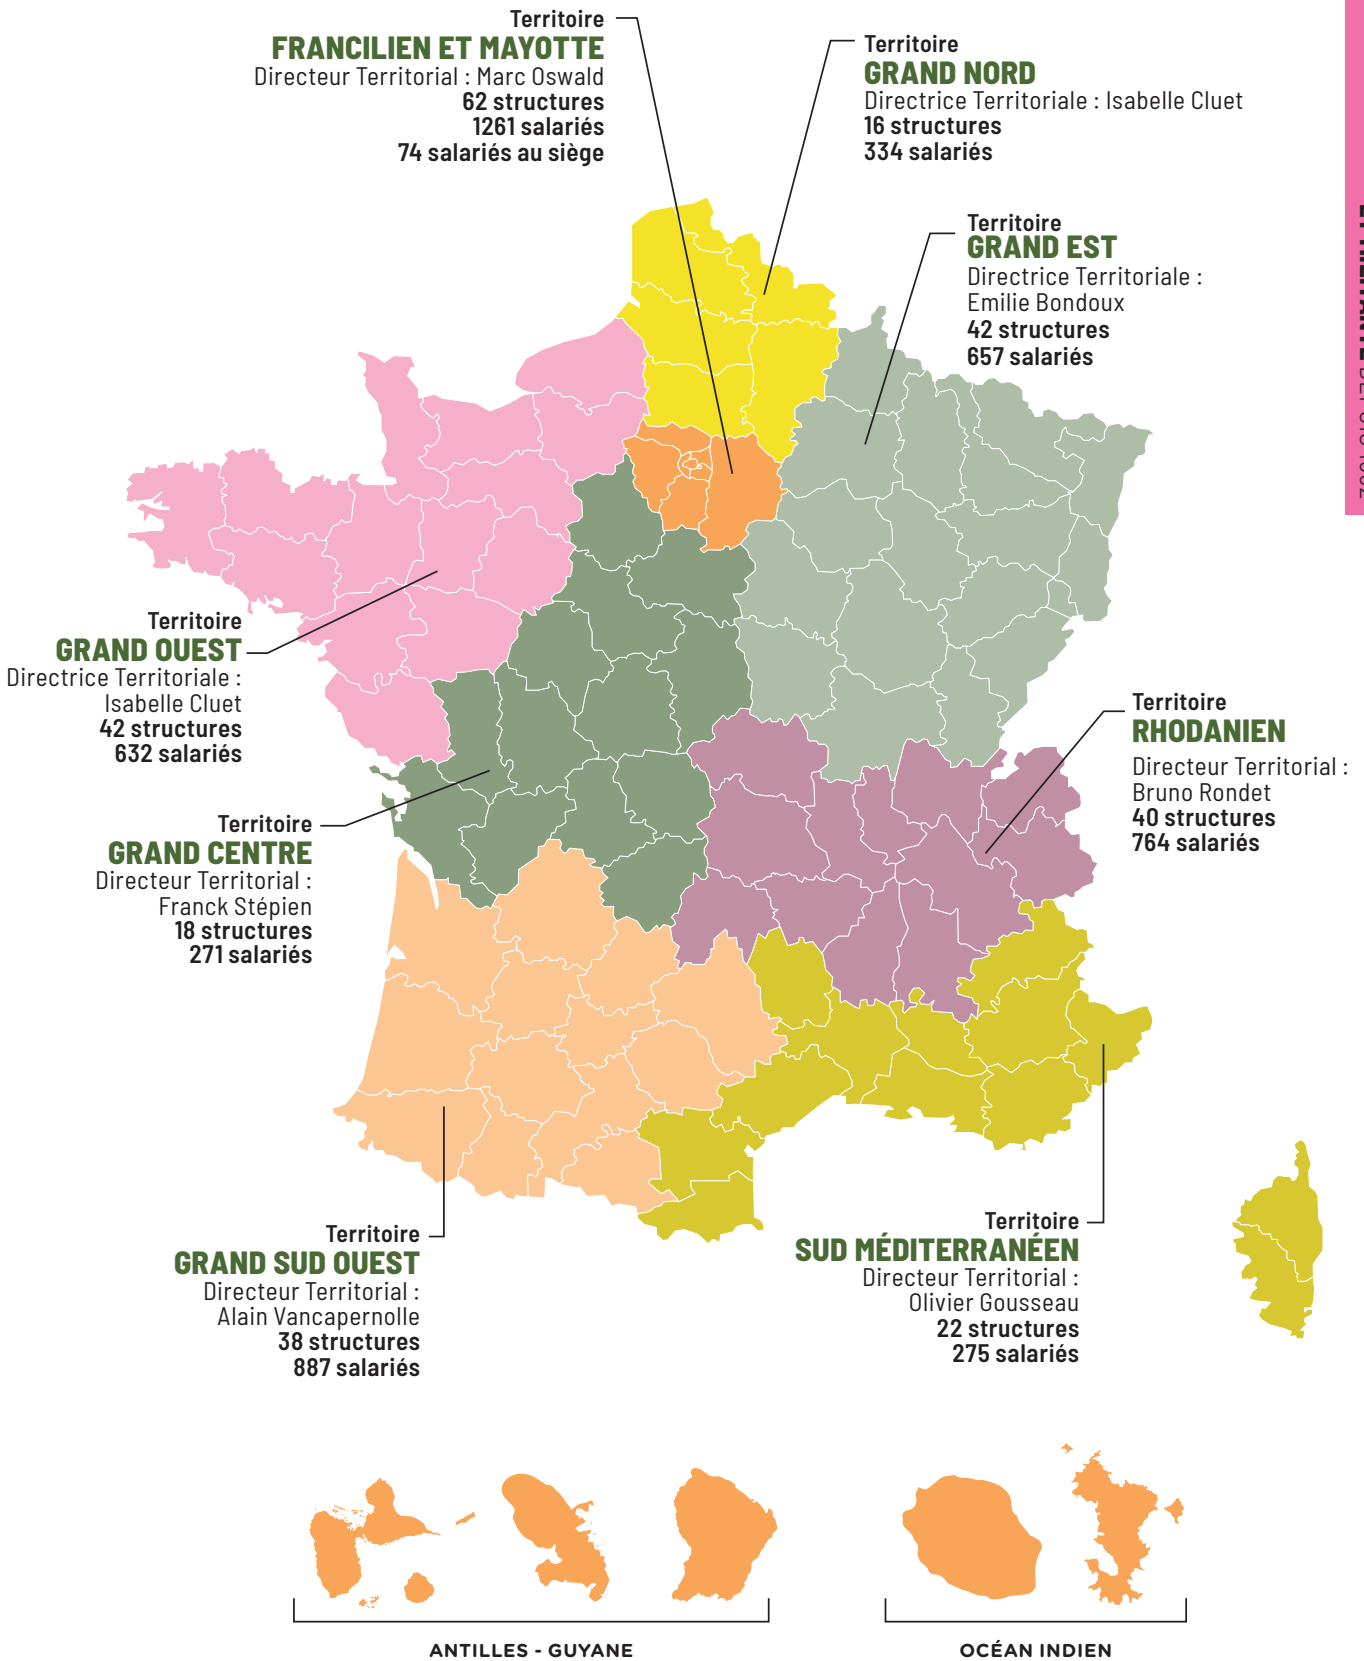 Territoire
FRANCILIEN ET MAYOTTE
Directeur Territorial : Marc Oswald
62 structures
1261 salariés
74 salariés au siège
Territoire
GRAND NORD
Directrice Territoriale : Isabelle Cluet
16 structures
334 salariés
Territoire
GRAND EST
Directrice Territoriale :
Emilie Bondoux
42 structures
657 salariés
Territoire
GRAND OUEST
Directrice Territoriale :
Isabelle Cluet
42 structures
632 salariés
Territoire
RHODANIEN
Directeur Territorial :
Bruno Rondet
40 structures
764 salariés
Territoire
GRAND CENTRE
Directeur Territorial :
Franck Stépien
18 structures
271 salariés
Territoire
GRAND SUD OUEST
Directeur Territorial :
Alain Vancapernolle
38 structures
887 salariés
Territoire
SUD MÉDITERRANÉEN
Directeur Territorial :
Olivier Gousseau
22 structures
275 salariés
ANTILLES - GUYANE
OCÉAN INDIEN